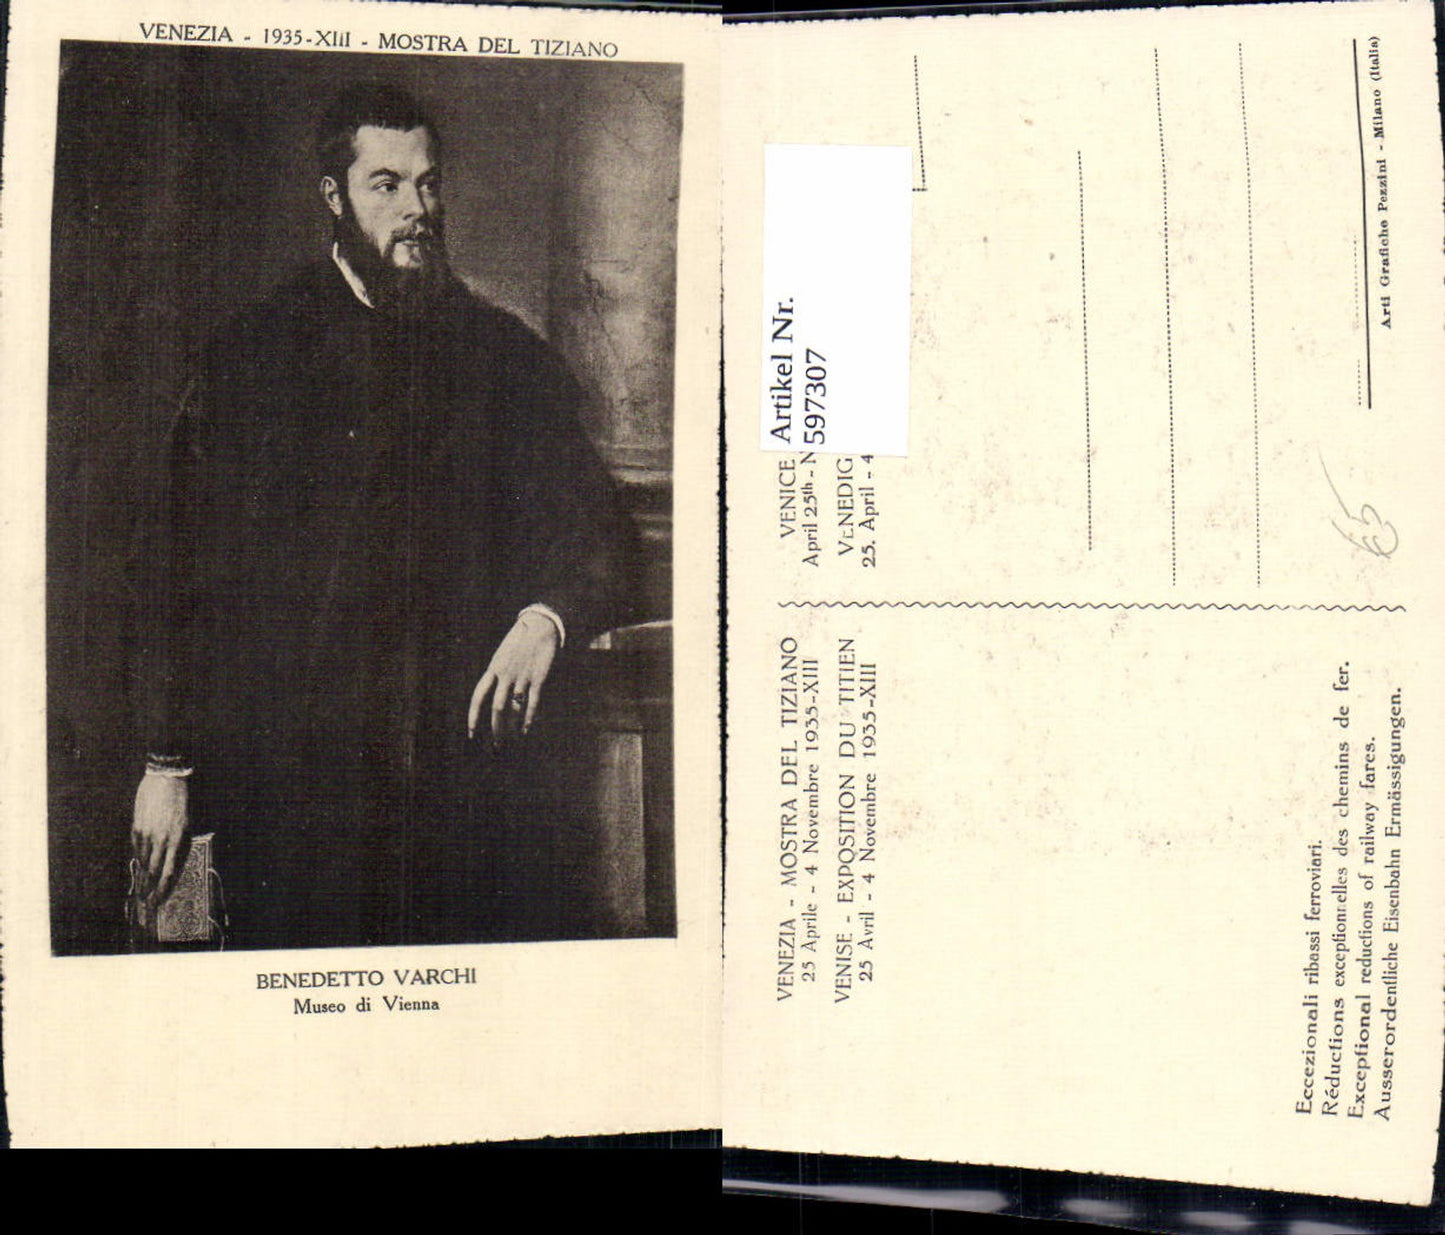 VENEZIA - 1935-XIII - MOSTRA DEL TIZIANO
BENEDETTO VARCHI
Museo di Vienna
VENEZIA - MOSTRA DEL TIZIANO
25 Aprile - 4 Novembre 1935-XIII
VENISE - EXPOSITION DU TITIEN
25 Avril - 4 Novembre 1935-XIII
VENICE
April 25th - N
VENEDIG
25. April - 4
Artikel Nr.
597307
Eccezionali ribassi ferroviari.
Réductions exceptionnelles des chemins de fer.
Exceptional reductions of railway fares.
Ausserordentliche Eisenbahn Ermässigungen.
Arti Grafiche Pezzini - Milano (Italia)